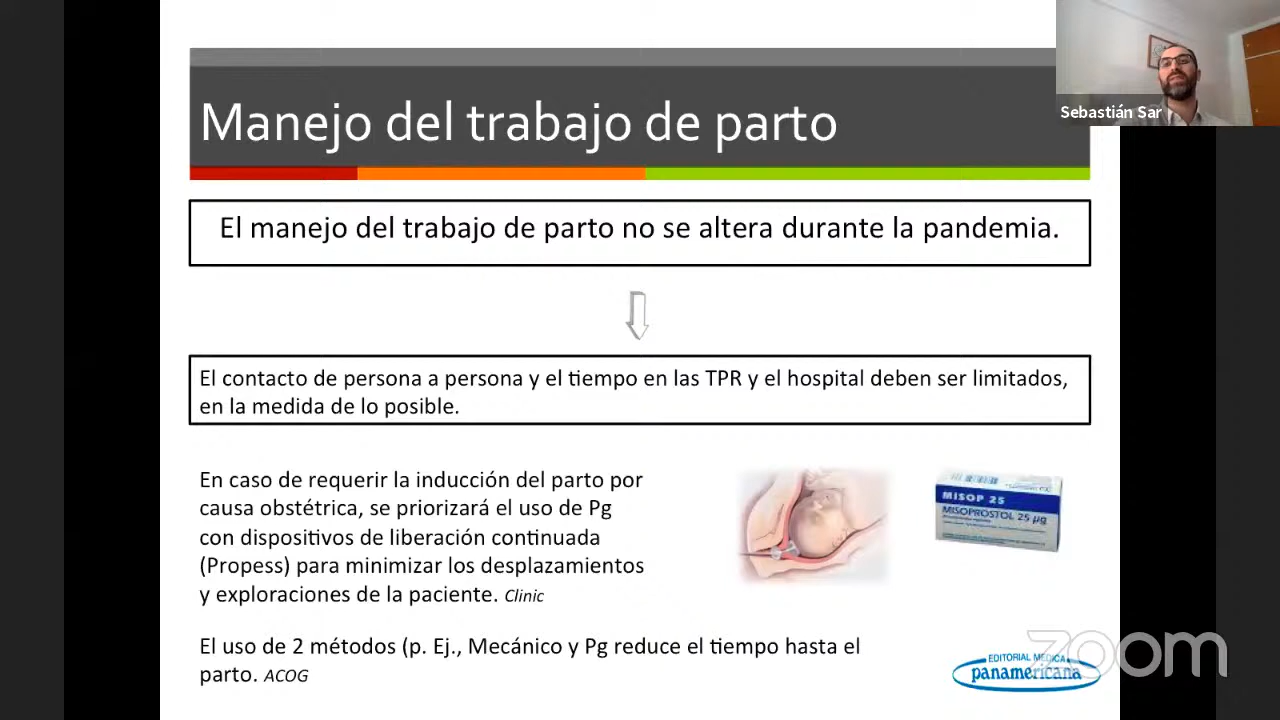 Manejo del trabajo de parto
Sebastián Sar
El manejo del trabajo de parto no se altera durante la pandemia.
El contacto de persona a persona y el tiempo en las TPR y el hospital deben ser limitados,
en la medida de lo posible.
En caso de requerir la inducción del parto por
causa obstétrica, se priorizará el uso de Pg
con dispositivos de liberación continuada
(Propess) para minimizar los desplazamientos
y exploraciones de la paciente. Clinic
MISOP 25
MISOPROSTOL 25 µg
El uso de 2 métodos (p. Ej., Mecánico y Pg reduce el tiempo hasta el
parto. ACOG
EDITORIAL MEDICA
panamericana
zoom